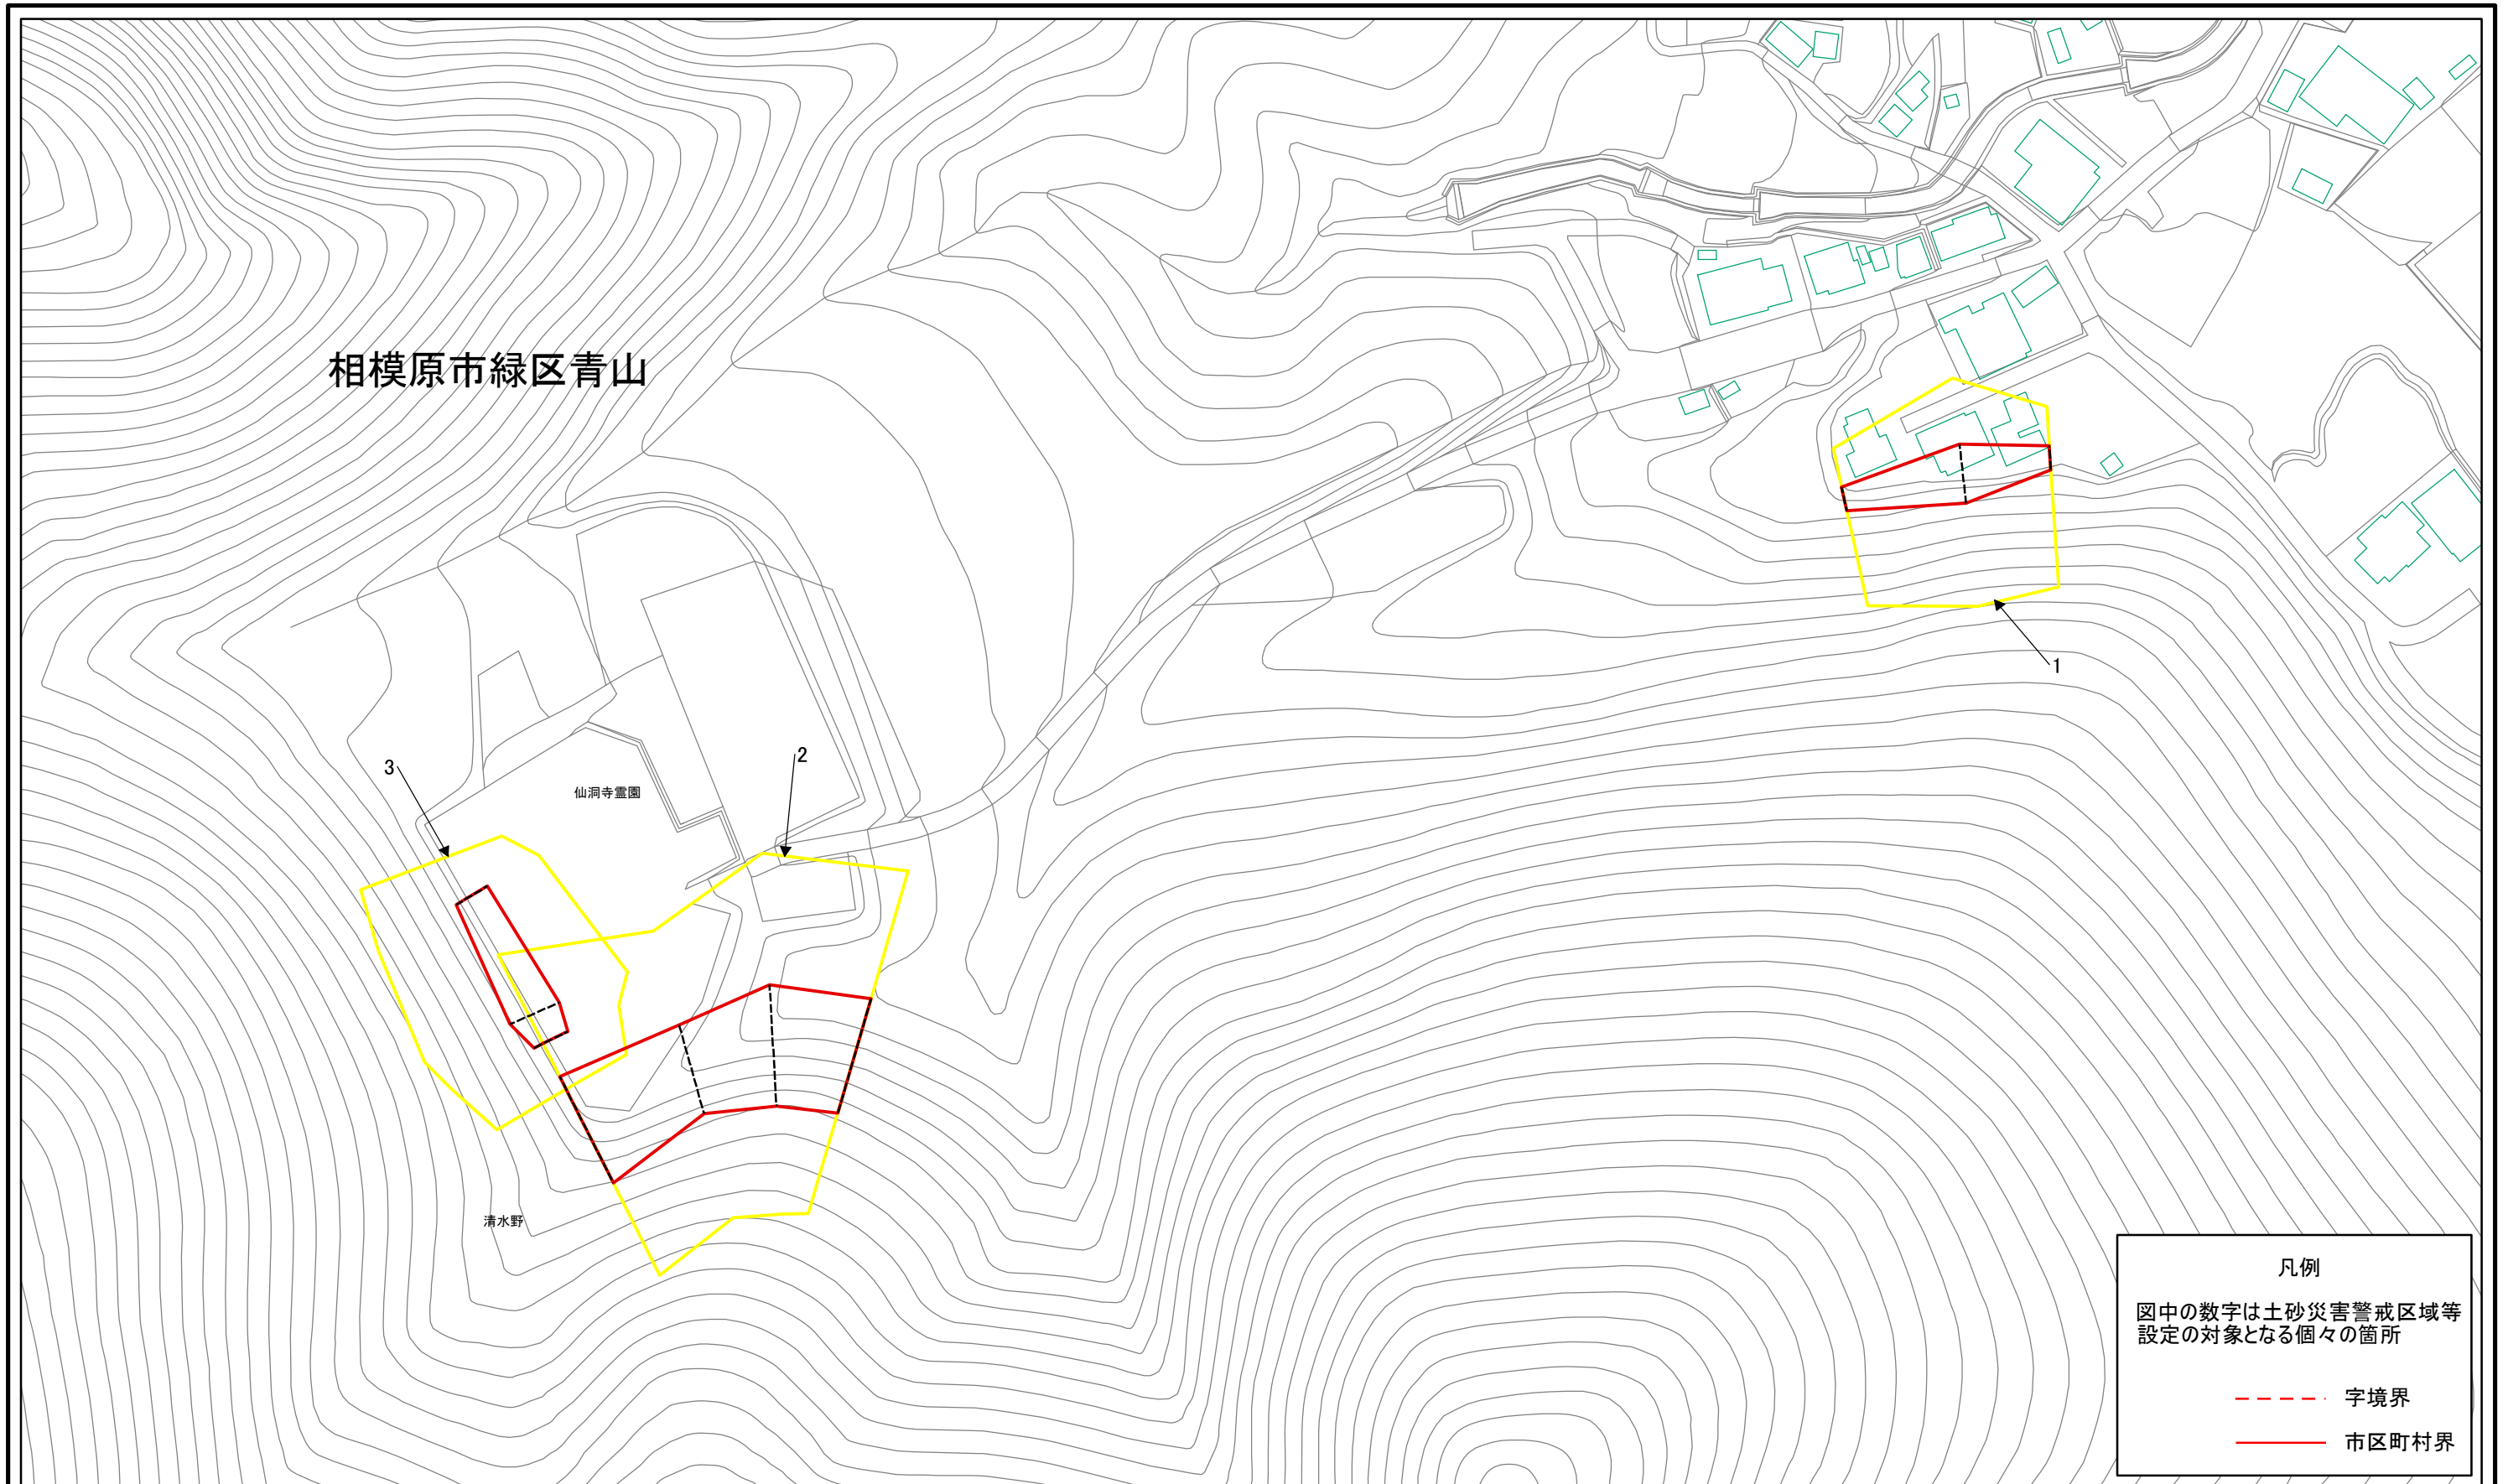 相模原市緑区青山
1
2
3
仙洞寺霊園
清水野
凡例
図中の数字は土砂災害警戒区域等
設定の対象となる個々の箇所
字境界
市区町村界